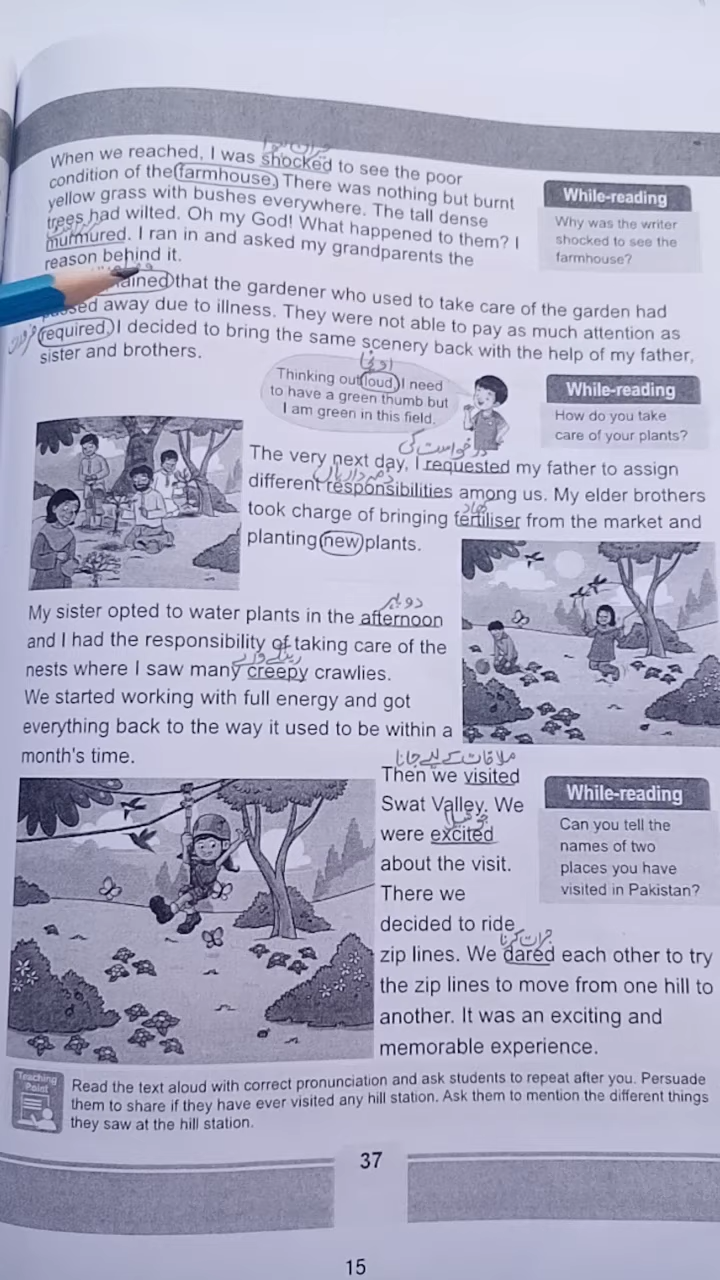 حیران ہوا
When we reached, I was shocked to see the poor
condition of the farmhouse. There was nothing but burnt
yellow grass with bushes everywhere. The tall dense
trees had wilted. Oh my God! What happened to them? I
murmured. I ran in and asked my grandparents the
reason behind it.
While-reading
Why was the writer
shocked to see the
farmhouse?
that the gardener who used to take care of the garden had
away due to illness. They were not able to pay as much attention as
required. I decided to bring the same scenery back with the help of my father,
sister and brothers.
اونچا
Thinking out loud, I need
to have a green thumb but
I am green in this field.
While-reading
How do you take
care of your plants?
درخواست کی
The very next day, I requested my father to assign
ذمہ داریاں
different responsibilities among us. My elder brothers
کھاد
took charge of bringing fertiliser from the market and
planting new plants.
دوپہر
My sister opted to water plants in the afternoon
and I had the responsibility of taking care of the
nests where I saw many creepy crawlies.
We started working with full energy and got
everything back to the way it used to be within a
month's time.
ملاقات کے لیے جانا
Then we visited
Swat Valley. We
were excited
about the visit.
There we
decided to ride
جرات کرنا
zip lines. We dared each other to try
the zip lines to move from one hill to
another. It was an exciting and
memorable experience.
While-reading
Can you tell the
names of two
places you have
visited in Pakistan?
Teaching
Point
Read the text aloud with correct pronunciation and ask students to repeat after you. Persuade
them to share if they have ever visited any hill station. Ask them to mention the different things
they saw at the hill station.
37
15